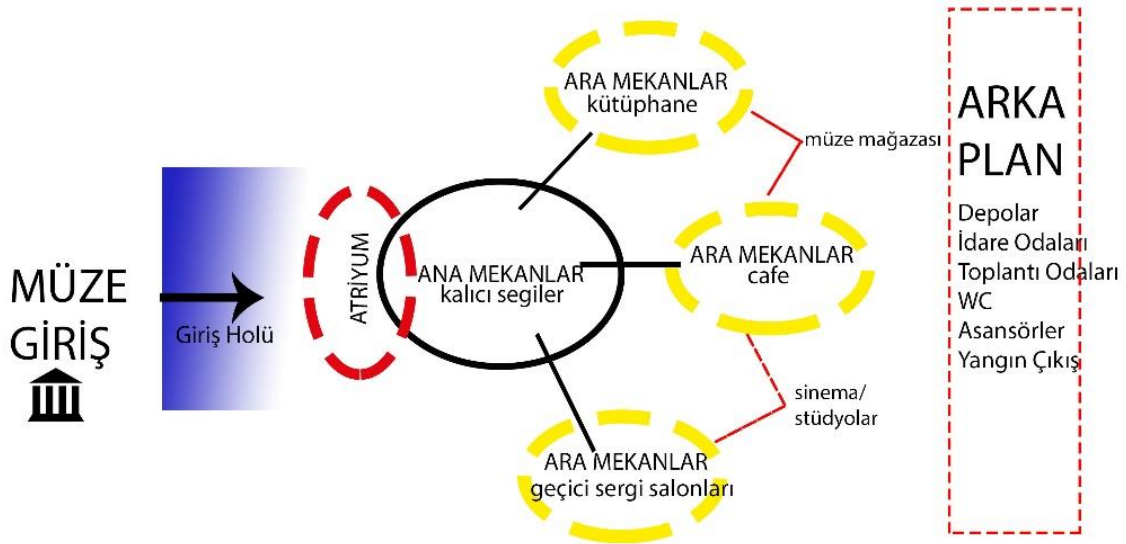 MÜZE
GİRİŞ
Giriş Holü
ATRİYUM
ANA MEKANLAR
kalıcı segiler
ARA MEKANLAR
kütüphane
müze mağazası
ARA MEKANLAR
cafe
sinema/
stüdyolar
ARA MEKANLAR
geçici sergi salonları
ARKA
PLAN
Depolar
İdare Odaları
Toplantı Odaları
WC
Asansörler
Yangın Çıkış